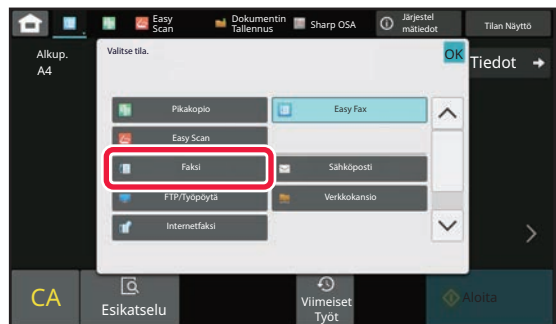 Easy
Scan
Dokumentin
Tallennus
Sharp OSA
Järjestel
mätiedot
Tilan Näyttö
Alkup.
A4
Valitse tila.
OK
Tiedot
Pikakopio
Easy Fax
Easy Scan
Faksi
Sähköposti
FTP/Työpöytä
Verkkokansio
Internetfaksi
CA
Esikatselu
Viimeiset
Työt
Aloita